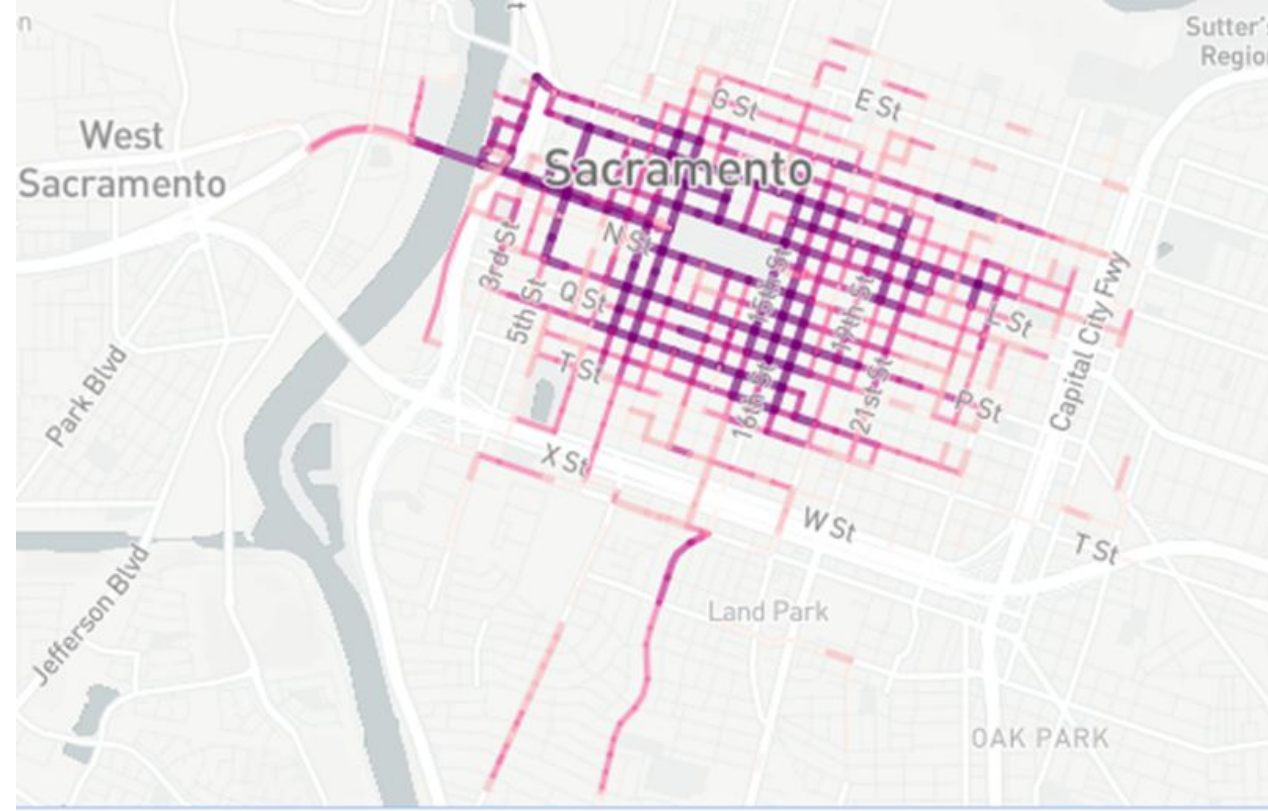 n
t
Sutter's
Regio
G St
E St
West
Sacramento
Sacramento
N St
3rd St
Q St
5th St
15th St
19th St
L St
T St
16th St
21st St
P St
Capital City Fwy
Park Blvd
X St
W St
T St
Jefferson Blvd
Land Park
OAK PARK